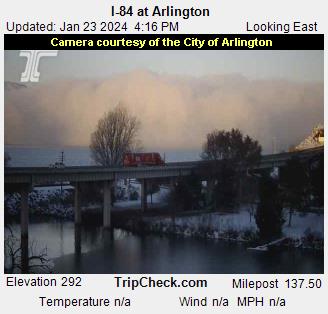 I-84 at Arlington
Updated: Jan 23 2024 4:16 PM Looking East
Camera courtesy of the City of Arlington
Elevation 292 TripCheck.com Milepost 137.50
Temperature n/a Wind n/a MPH n/a